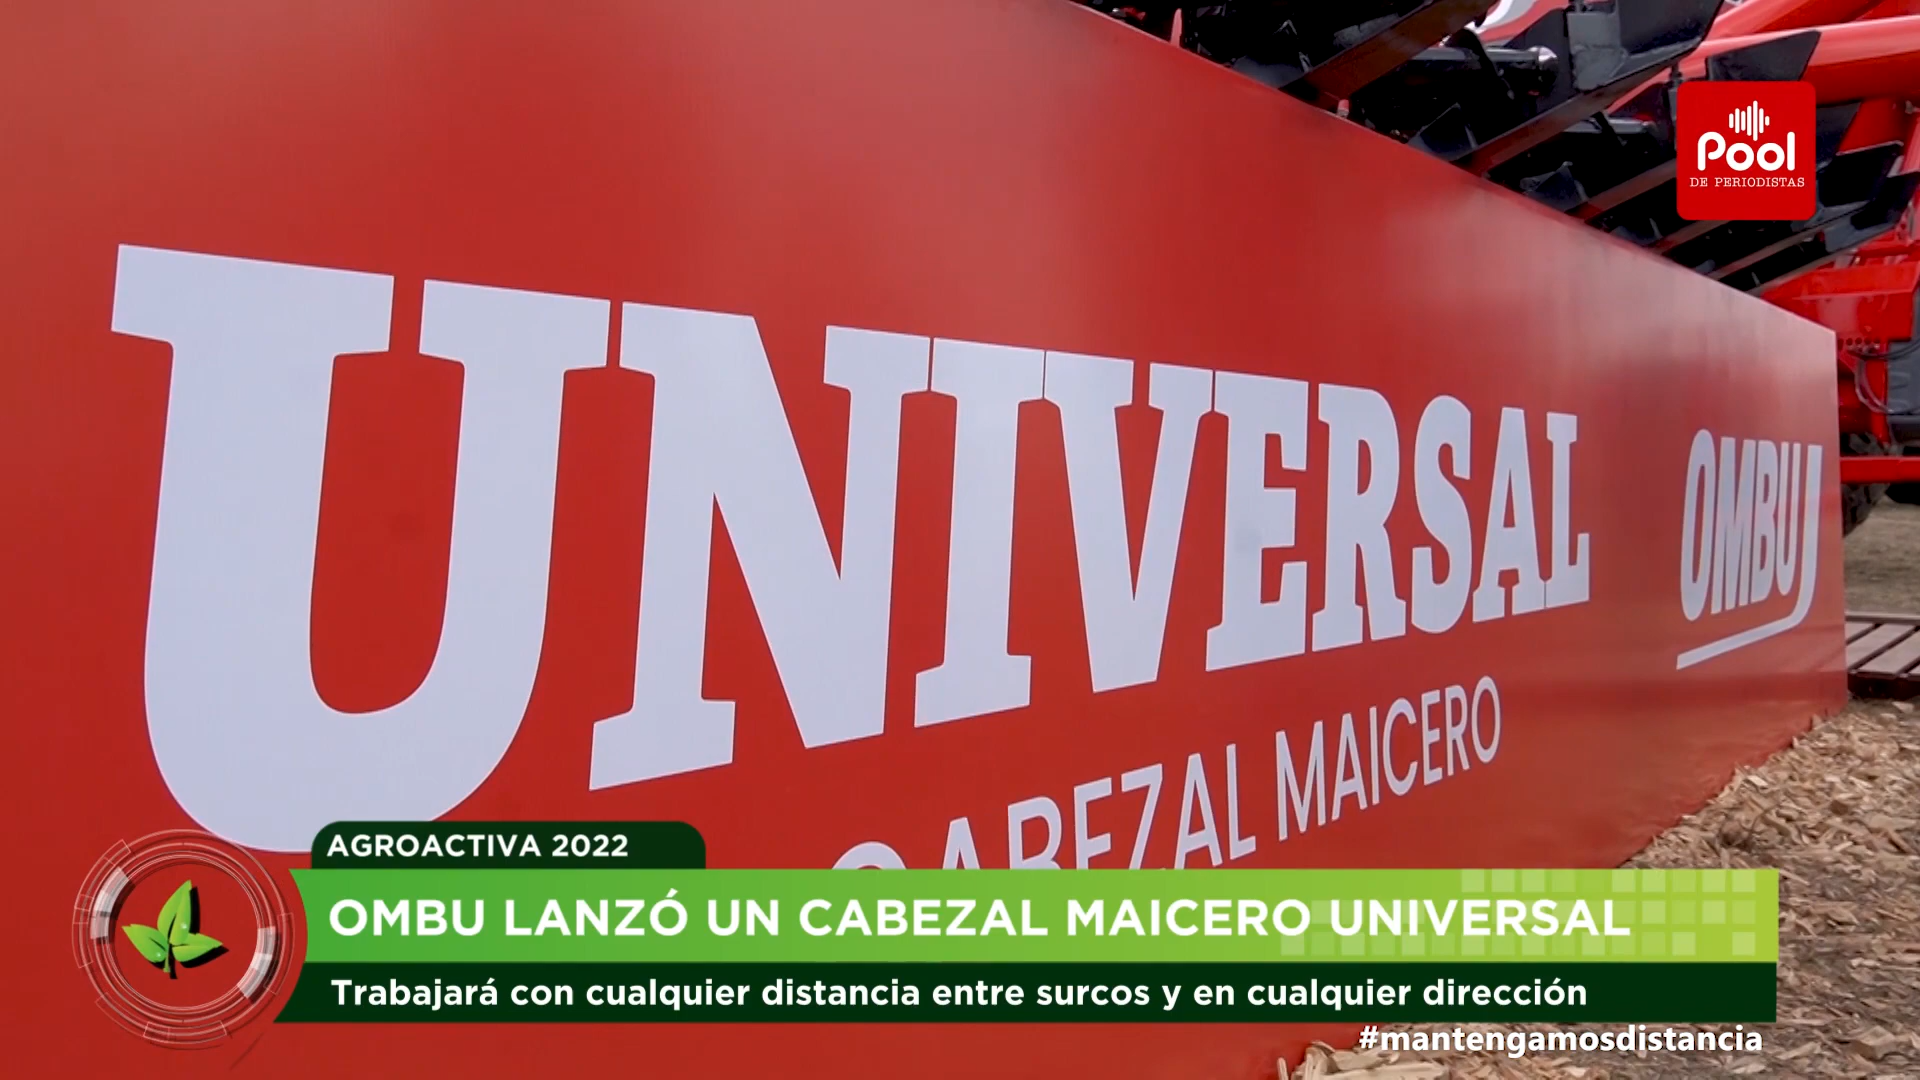 Pool
DE PERIODISTAS
UNIVERSAL
OMBU
CABEZAL MAICERO
AGROACTIVA 2022
OMBU LANZÓ UN CABEZAL MAICERO UNIVERSAL
Trabajará con cualquier distancia entre surcos y en cualquier dirección
#mantengamosdistancia